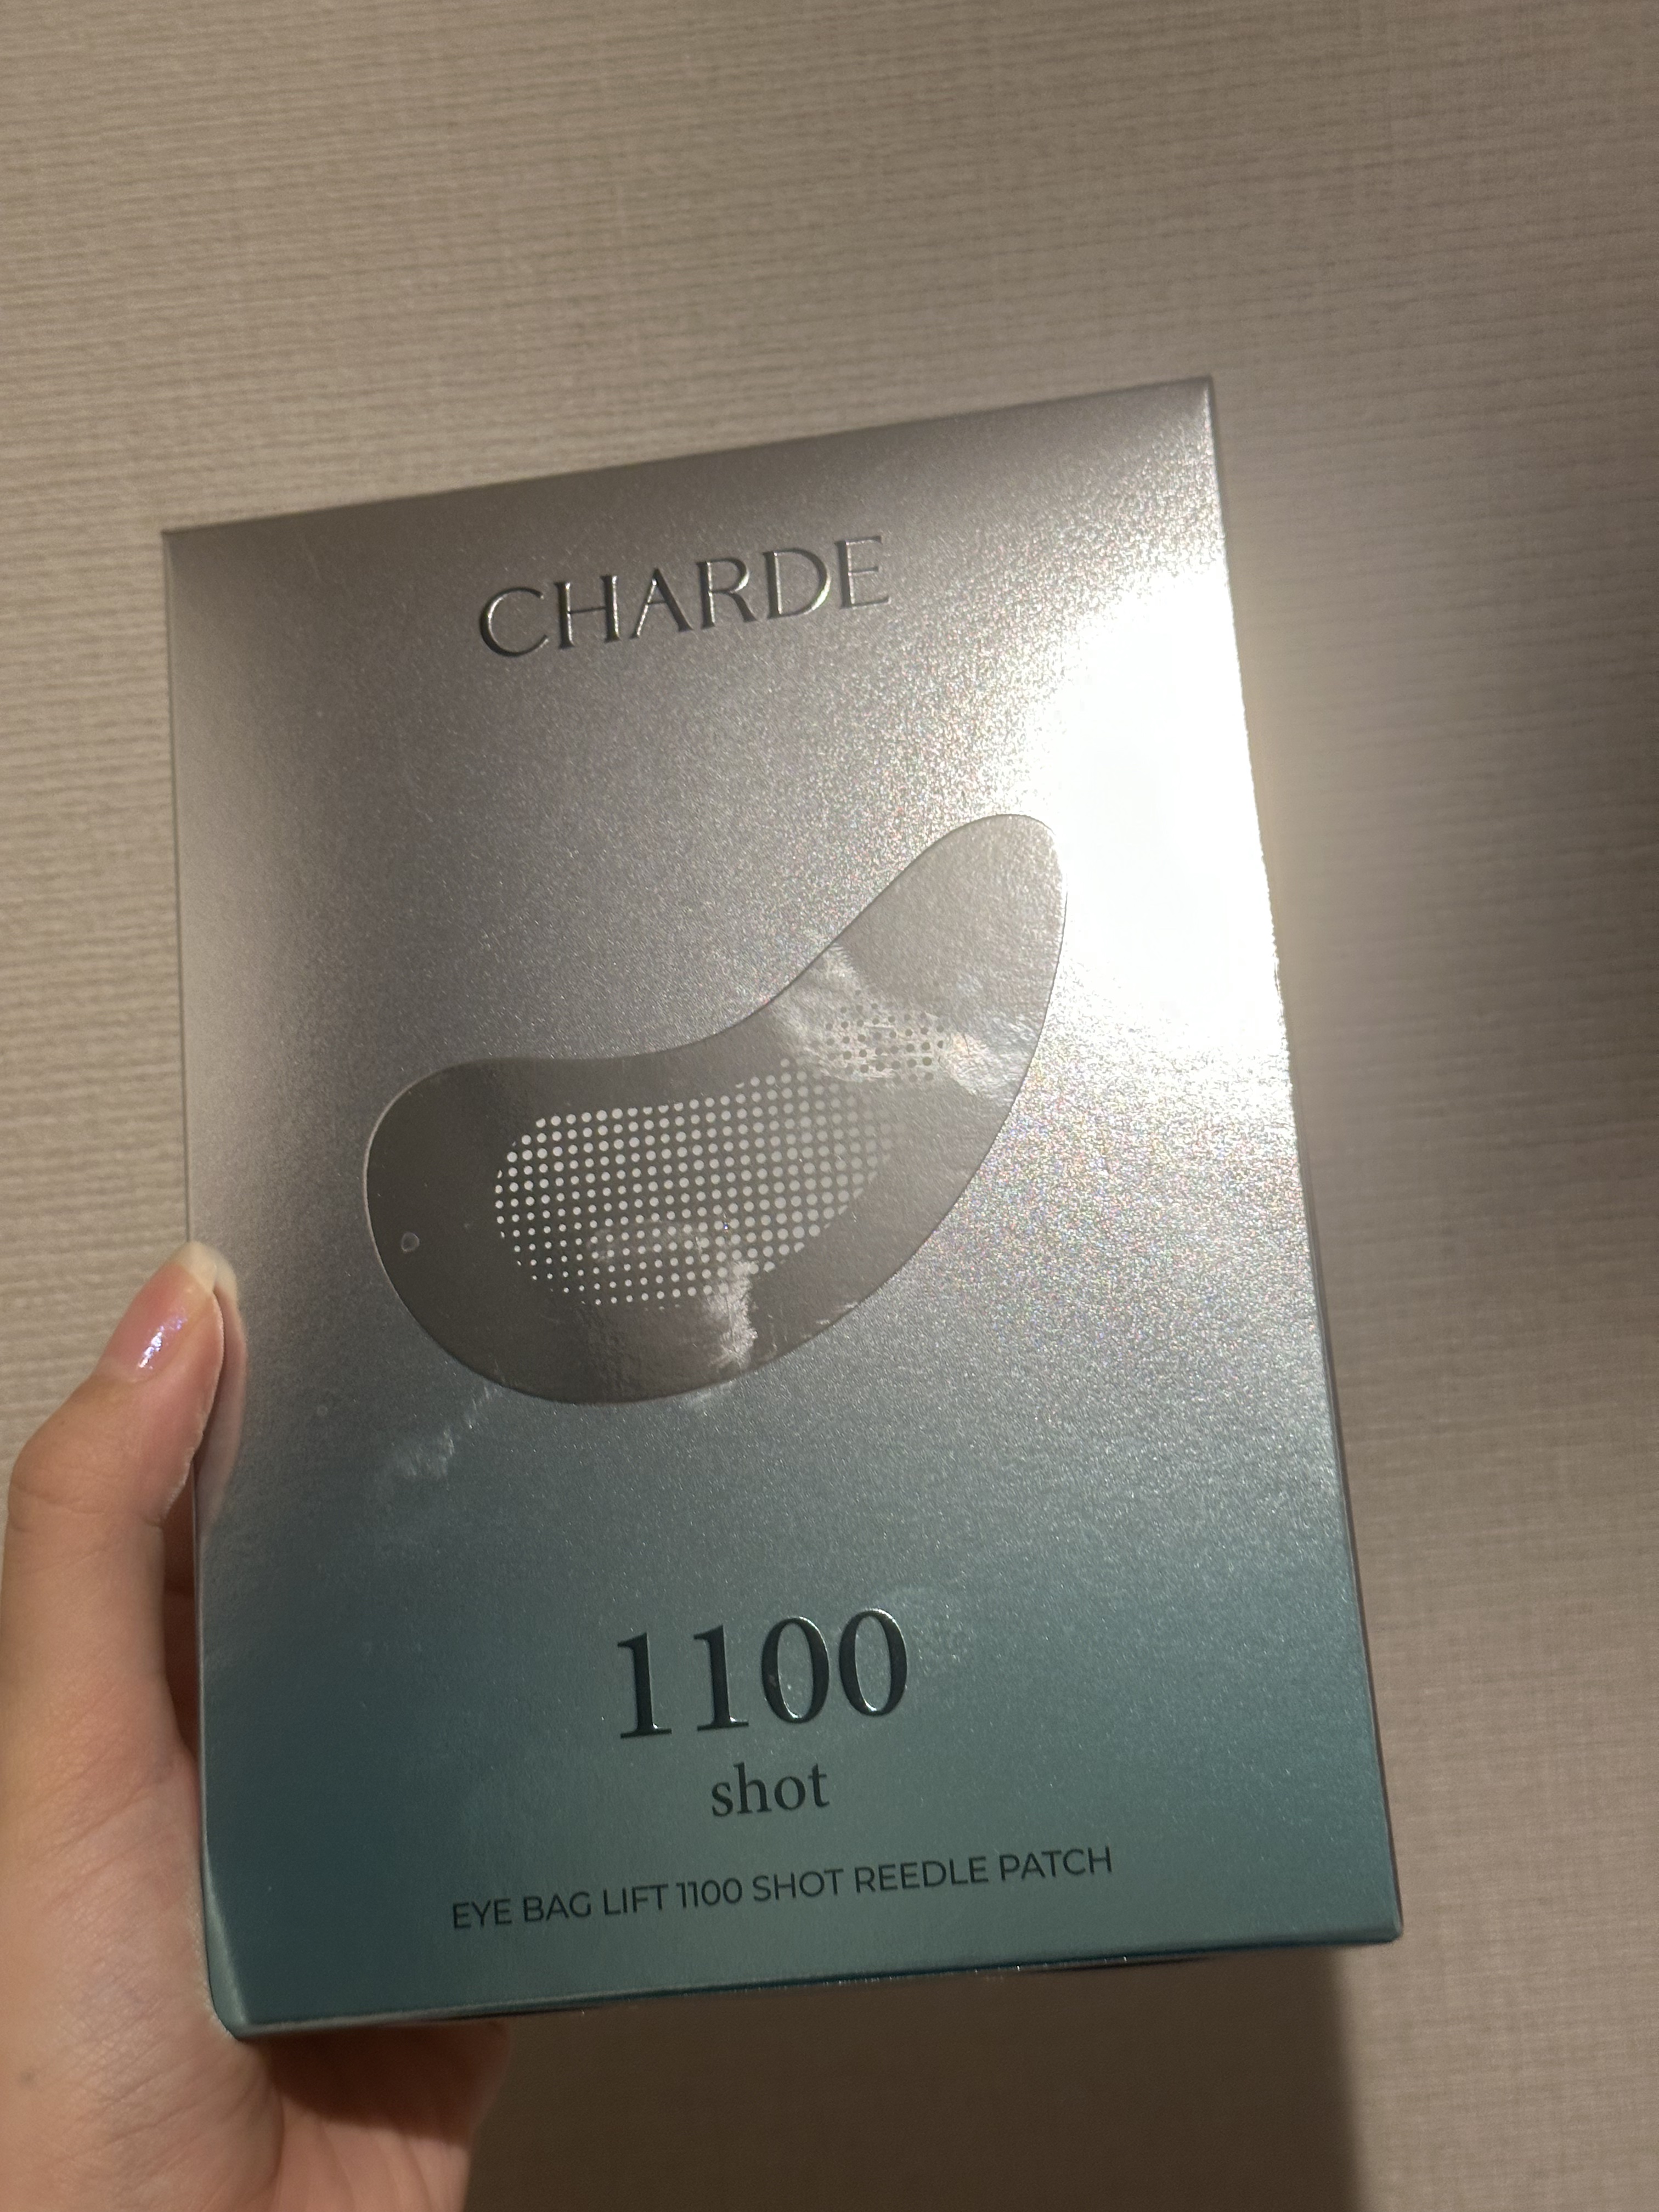 CHARDE
1100
shot
EYE BAG LIFT 1100 SHOT REEDLE PATCH